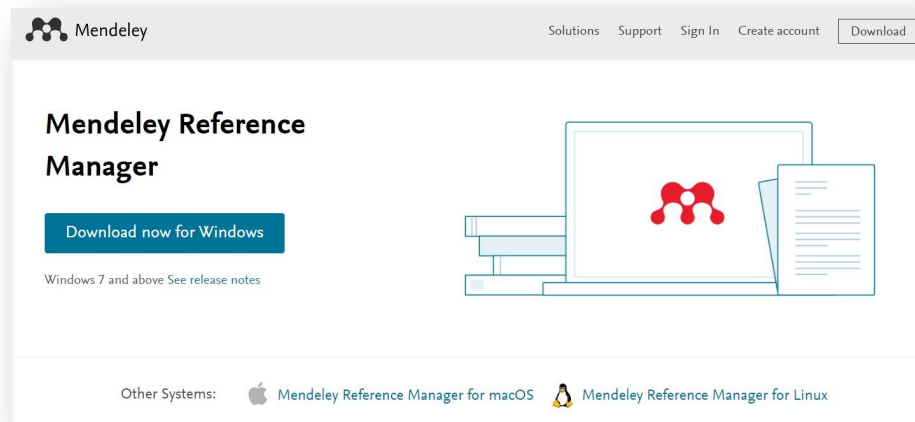 Mendeley
Solutions Support Sign In Create account Download
Mendeley Reference
Manager
Download now for Windows
Windows 7 and above See release notes
Other Systems: Mendeley Reference Manager for macOS Mendeley Reference Manager for Linux